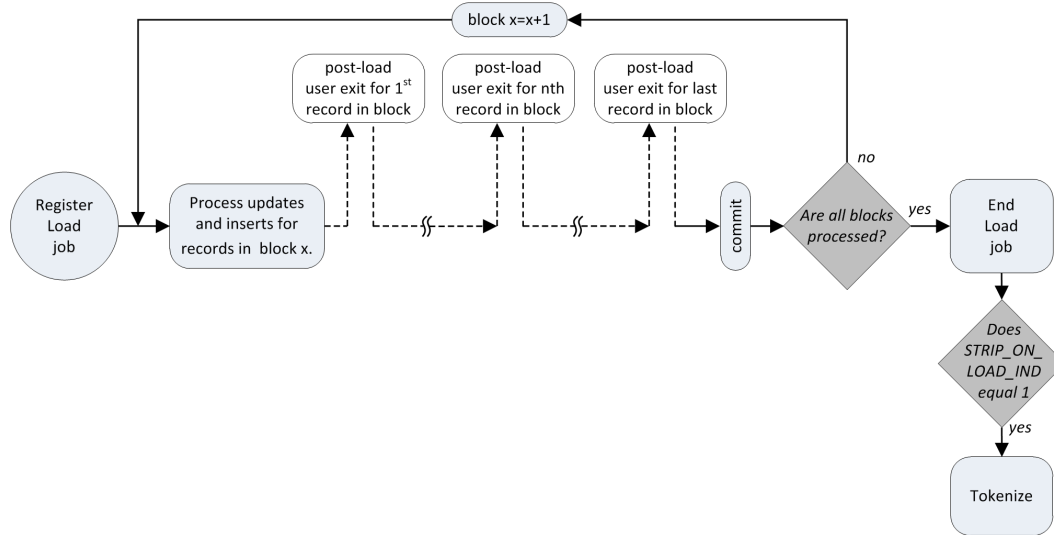 block x=x+1
post-load
user exit for 1st
record in block
post-load
user exit for nth
record in block
post-load
user exit for last
record in block
no
Register
Load
job
Process updates
and inserts for
records in block x.
commit
Are all blocks
processed?
yes
End
Load
job
Does
STRIP_ON_
LOAD_IND
equal 1
yes
Tokenize